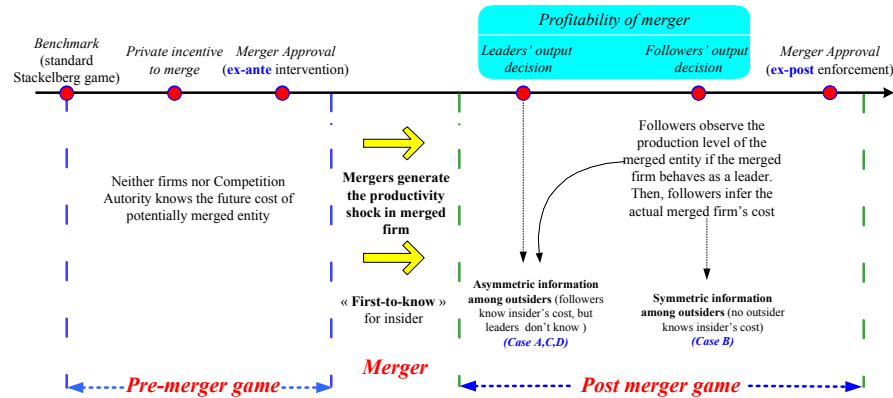 Profitability of merger
Benchmark
(standard
Stackelberg game)
Private incentive
to merge
Merger Approval
(ex-ante intervention)
Leaders' output
decision
Followers' output
decision
Merger Approval
(ex-post enforcement)
Neither firms nor Competition
Autority knows the future cost of
potentially merged entity
Mergers generate
the productivity
shock in merged
firm
« First-to-know »
for insider
Followers observe the
production level of the
merged entity if the merged
firm behaves as a leader.
Then, followers infer the
actual merged firm's cost
Asymmetric information
among outsiders (followers
know insider's cost, but
leaders don't know )
(Case A,C,D)
Symmetric information
among outsiders (no outsider
knows insider's cost)
(Case B)
Pre-merger game
Merger
Post merger game